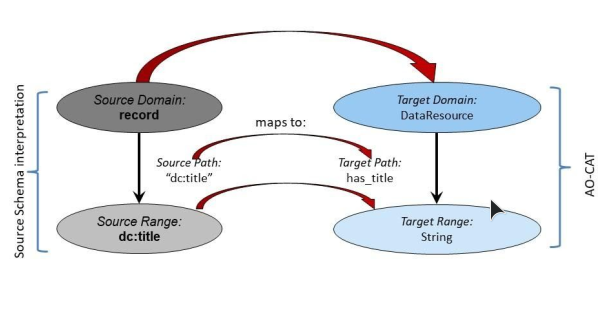 Source Schema interpretation
Source Domain:
record
Target Domain:
DataResource
maps to:
Source Path:
“dc:title”
Target Path:
has_title
Source Range:
dc:title
Target Range:
String
AO-CAT